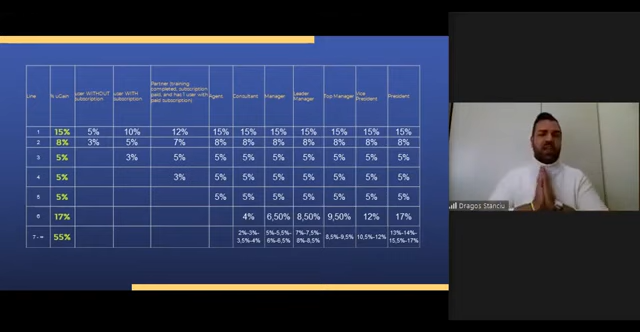 Line % uGain user WITHOUT subscription user WITH subscription Partner (training completed, subscription paid, and has 1 user with paid subscription) Agent Consultant Manager Leader Manager Top Manager Vice President President
1 15% 5% 10% 12% 15% 15% 15% 15% 15% 15% 15%
2 8% 3% 5% 7% 8% 8% 8% 8% 8% 8% 8%
3 5% 3% 5% 5% 5% 5% 5% 5% 5% 5%
4 5% 3% 5% 5% 5% 5% 5% 5% 5%
5 5% 5% 5% 5% 5% 5% 5% 5%
6 17% 4% 6,50% 8,50% 9,50% 12% 17%
7 - ∞ 55% 2%-3%-3,5%-4% 5%-5,5%-6%-6,5% 7%-7,5%-8%-8,5% 8,5%-9,5% 10,5%-12% 13%-14%-15,5%-17%
Dragos Stanciu